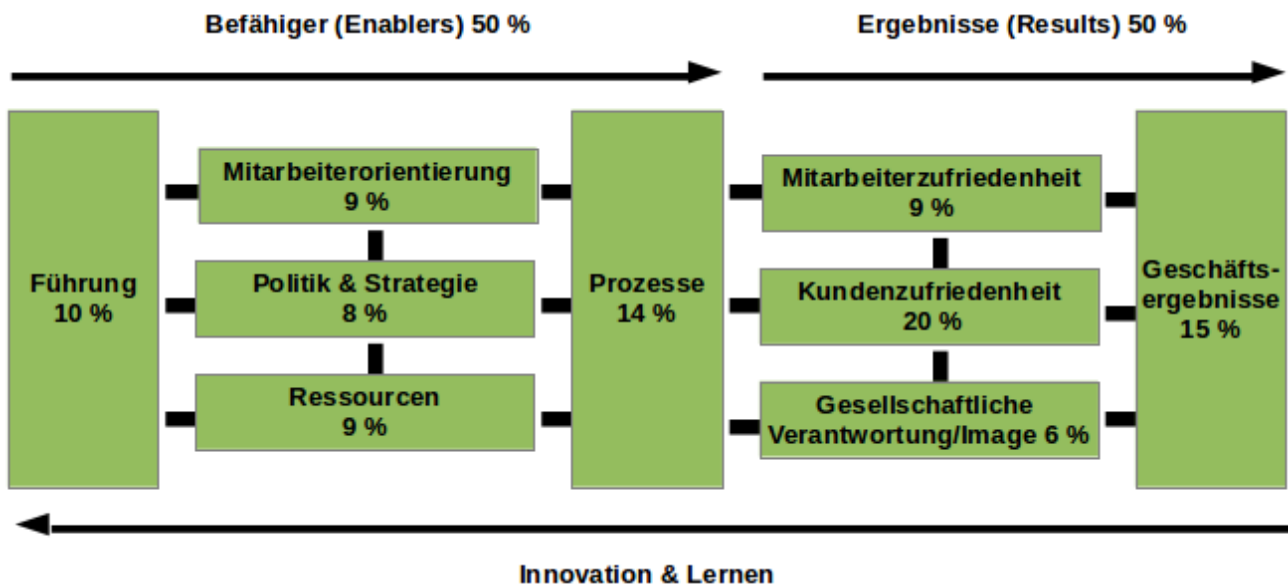 Befähiger (Enablers) 50 %
Ergebnisse (Results) 50 %
Führung
10 %
Mitarbeiterorientierung
9 %
Politik & Strategie
8 %
Ressourcen
9 %
Prozesse
14 %
Mitarbeiterzufriedenheit
9 %
Kundenzufriedenheit
20 %
Gesellschaftliche
Verantwortung/Image 6 %
Geschäfts-
ergebnisse
15 %
Innovation & Lernen